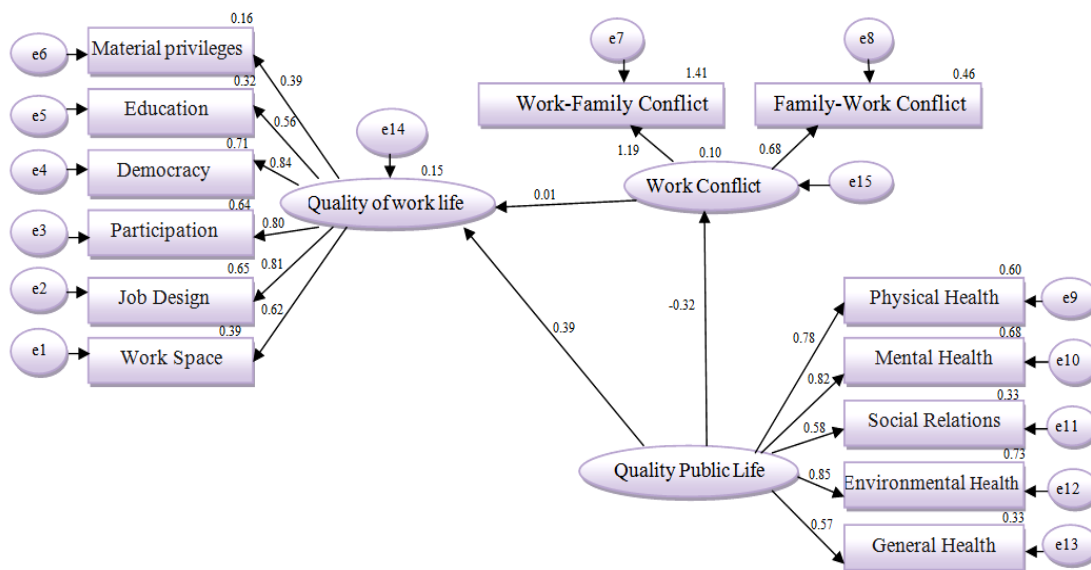 0.16
e6
Material privileges
0.39
0.32
e5
Education
0.56
0.71
e4
Democracy
0.84
0.64
e3
Participation
0.80
0.65
e2
Job Design
0.81
0.62
0.39
e1
Work Space
e14
0.15
Quality of work life
e7
1.41
Work-Family Conflict
1.19
e8
0.46
Family-Work Conflict
0.68
0.10
Work Conflict
e15
0.01
-0.32
0.39
Quality Public Life
0.60
Physical Health
e9
0.78
0.68
Mental Health
e10
0.82
0.33
Social Relations
e11
0.58
0.73
Environmental Health
e12
0.85
0.33
General Health
e13
0.57